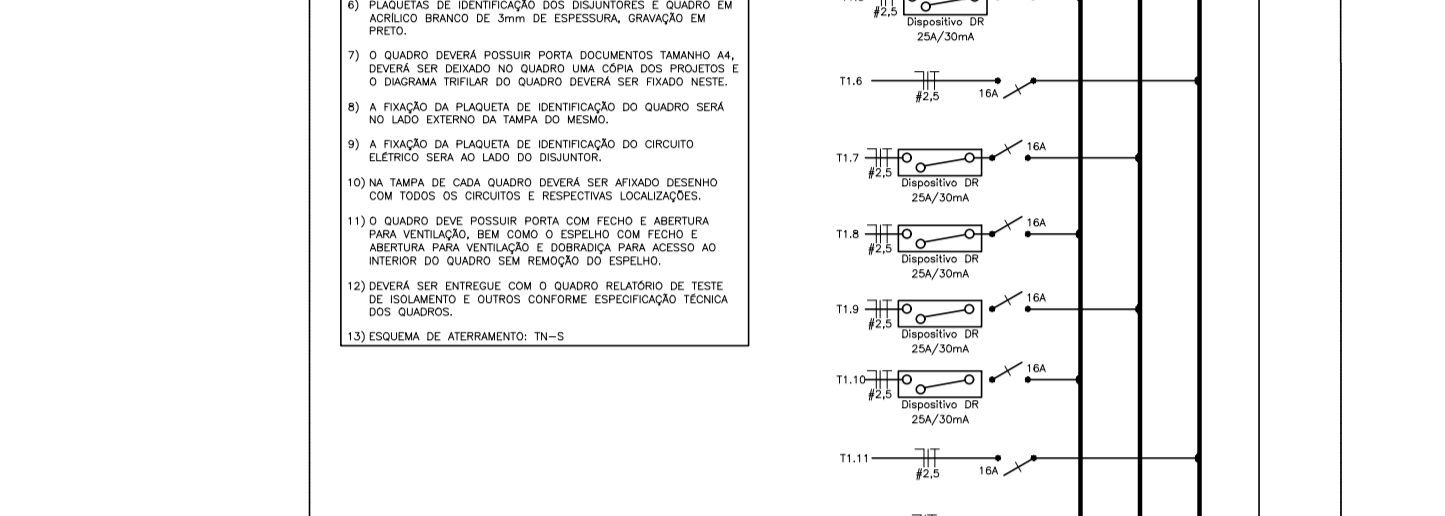 6) PLAQUETAS DE IDENTIFICAÇÃO DOS DISJUNTORES E QUADRO EM
ACRÍLICO BRANCO DE 3mm DE ESPESSURA, GRAVAÇÃO EM
PRETO.
7) O QUADRO DEVERÁ POSSUIR PORTA DOCUMENTOS TAMANHO A4,
DEVERÁ SER DEIXADO NO QUADRO UMA CÓPIA DOS PROJETOS E
O DIAGRAMA TRIFILAR DO QUADRO DEVERÁ SER FIXADO NESTE.
8) A FIXAÇÃO DA PLAQUETA DE IDENTIFICAÇÃO DO QUADRO SERÁ
NO LADO EXTERNO DA TAMPA DO MESMO.
9) A FIXAÇÃO DA PLAQUETA DE IDENTIFICAÇÃO DO CIRCUITO
ELÉTRICO SERA AO LADO DO DISJUNTOR.
10) NA TAMPA DE CADA QUADRO DEVERÁ SER AFIXADO DESENHO
COM TODOS OS CIRCUITOS E RESPECTIVAS LOCALIZAÇÕES.
11) O QUADRO DEVE POSSUIR PORTA COM FECHO E ABERTURA
PARA VENTILAÇÃO, BEM COMO O ESPELHO COM FECHO E
ABERTURA PARA VENTILAÇÃO E DOBRADIÇA PARA ACESSO AO
INTERIOR DO QUADRO SEM REMOÇÃO DO ESPELHO.
12) DEVERÁ SER ENTREGUE COM O QUADRO RELATÓRIO DE TESTE
DE ISOLAMENTO E OUTROS CONFORME ESPECIFICAÇÃO TÉCNICA
DOS QUADROS.
13) ESQUEMA DE ATERRAMENTO: TN-S
#2,5
Dispositivo DR
25A/30mA
T1.6
#2,5
16A
T1.7
#2,5
16A
Dispositivo DR
25A/30mA
T1.8
#2,5
16A
Dispositivo DR
25A/30mA
T1.9
#2,5
16A
Dispositivo DR
25A/30mA
T1.10
#2,5
16A
Dispositivo DR
25A/30mA
T1.11
#2,5
16A